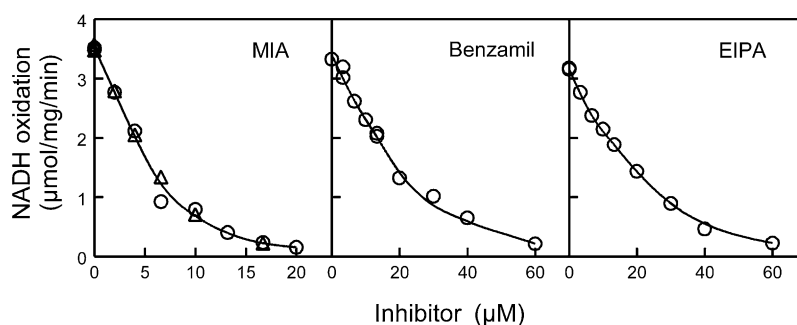 NADH oxidation
(μmol/mg/min)
4
3
2
1
0
MIA
Benzamil
EIPA
0 5 10 15 20
0 20 40 60
0 20 40 60
Inhibitor (μM)